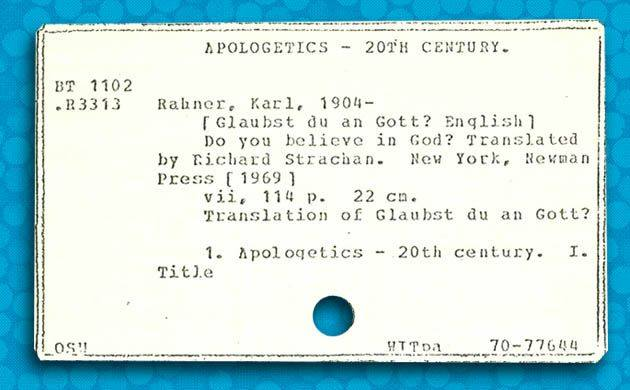 APOLOGETICS - 20TH CENTURY.
BT 1102
.R3313 Rahner, Karl, 1904-
[Glaubst du an Gott? English]
Do you believe in God? Translated
by Richard Strachan. New York, Newman
Press [1969]
vii, 114 p. 22 cm.
Translation of Glaubst du an Gott?
1. Apologetics - 20th century. I.
Title
OSU WITpa 70-77644